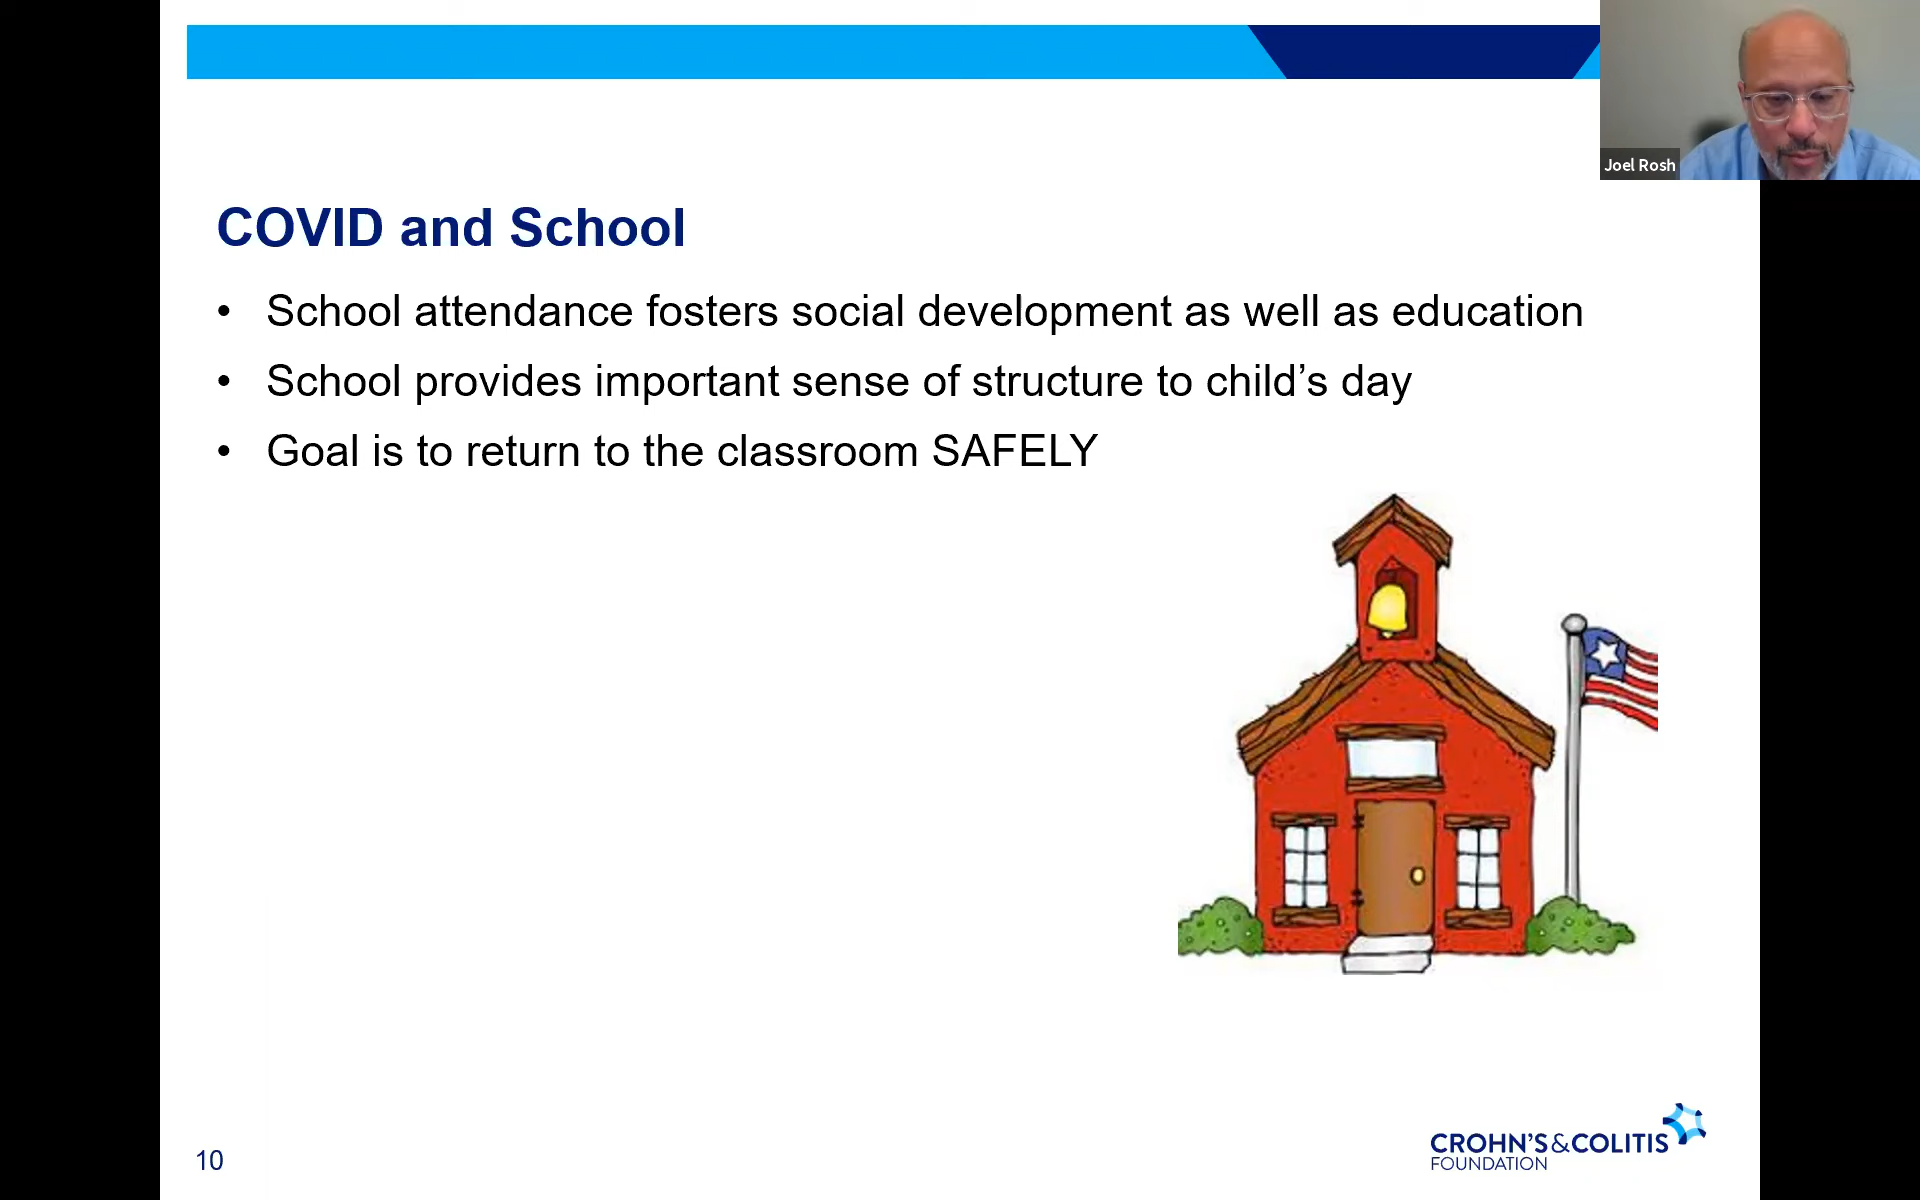 Joel Rosh
COVID and School
• School attendance fosters social development as well as education
• School provides important sense of structure to child’s day
• Goal is to return to the classroom SAFELY
10
CROHN’S & COLITIS
FOUNDATION